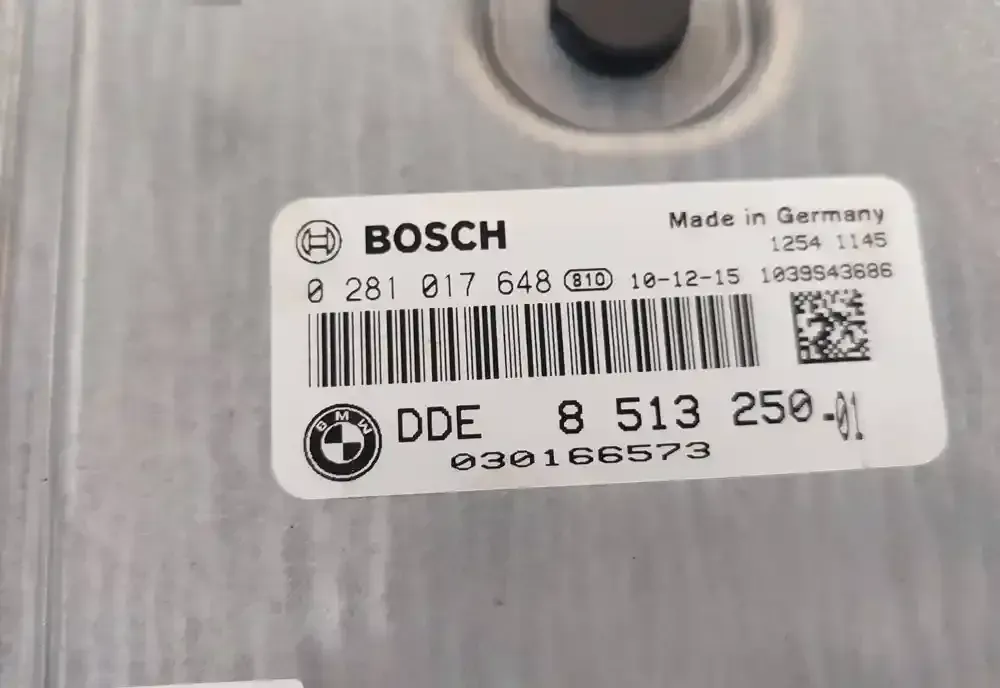 BOSCH
Made in Germany
1254 1145
0 281 017 648 810 10-12-15 1039S43686
BMW
DDE 8 513 250-01
030166573